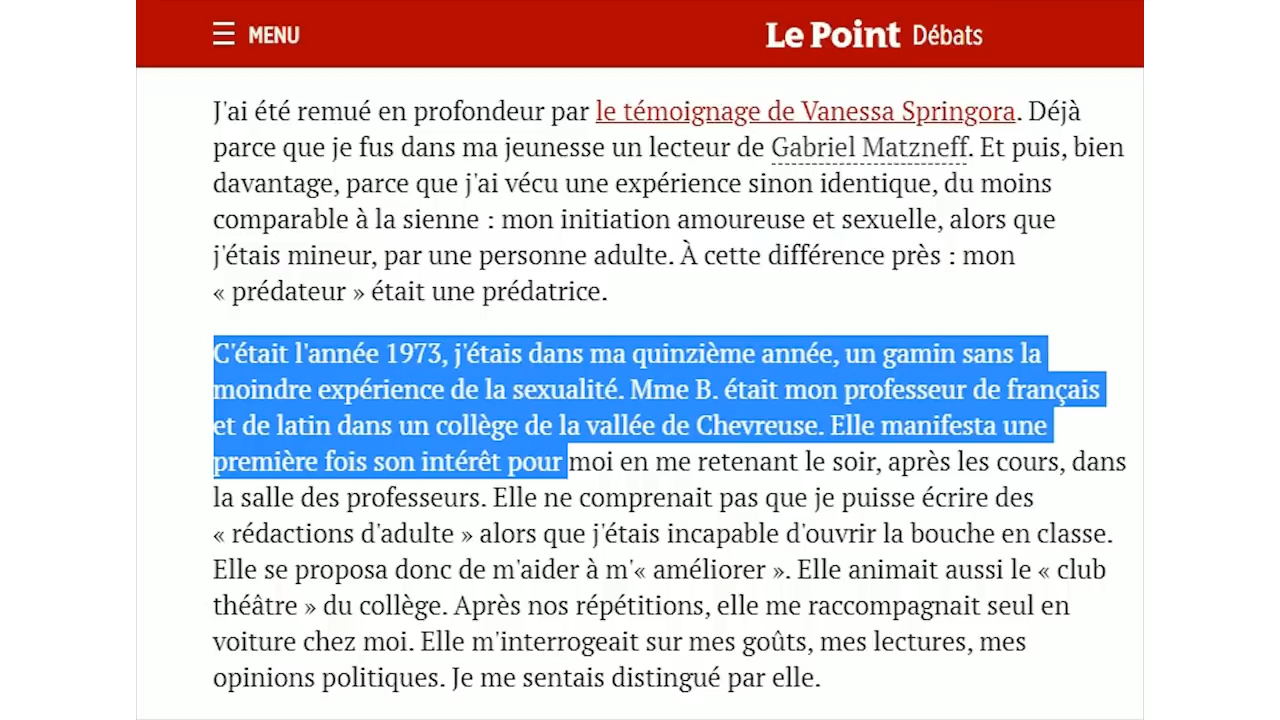 MENU
Le Point Débats
J'ai été remué en profondeur par le témoignage de Vanessa Springora. Déjà
parce que je fus dans ma jeunesse un lecteur de Gabriel Matzneff. Et puis, bien
davantage, parce que j'ai vécu une expérience sinon identique, du moins
comparable à la sienne : mon initiation amoureuse et sexuelle, alors que
j'étais mineur, par une personne adulte. À cette différence près : mon
« prédateur » était une prédatrice.
C'était l'année 1973, j'étais dans ma quinzième année, un gamin sans la
moindre expérience de la sexualité. Mme B. était mon professeur de français
et de latin dans un collège de la vallée de Chevreuse. Elle manifesta une
première fois son intérêt pour moi en me retenant le soir, après les cours, dans
la salle des professeurs. Elle ne comprenait pas que je puisse écrire des
« rédactions d'adulte » alors que j'étais incapable d'ouvrir la bouche en classe.
Elle se proposa donc de m'aider à m'« améliorer ». Elle animait aussi le « club
théâtre » du collège. Après nos répétitions, elle me raccompagnait seul en
voiture chez moi. Elle m'interrogeait sur mes goûts, mes lectures, mes
opinions politiques. Je me sentais distingué par elle.